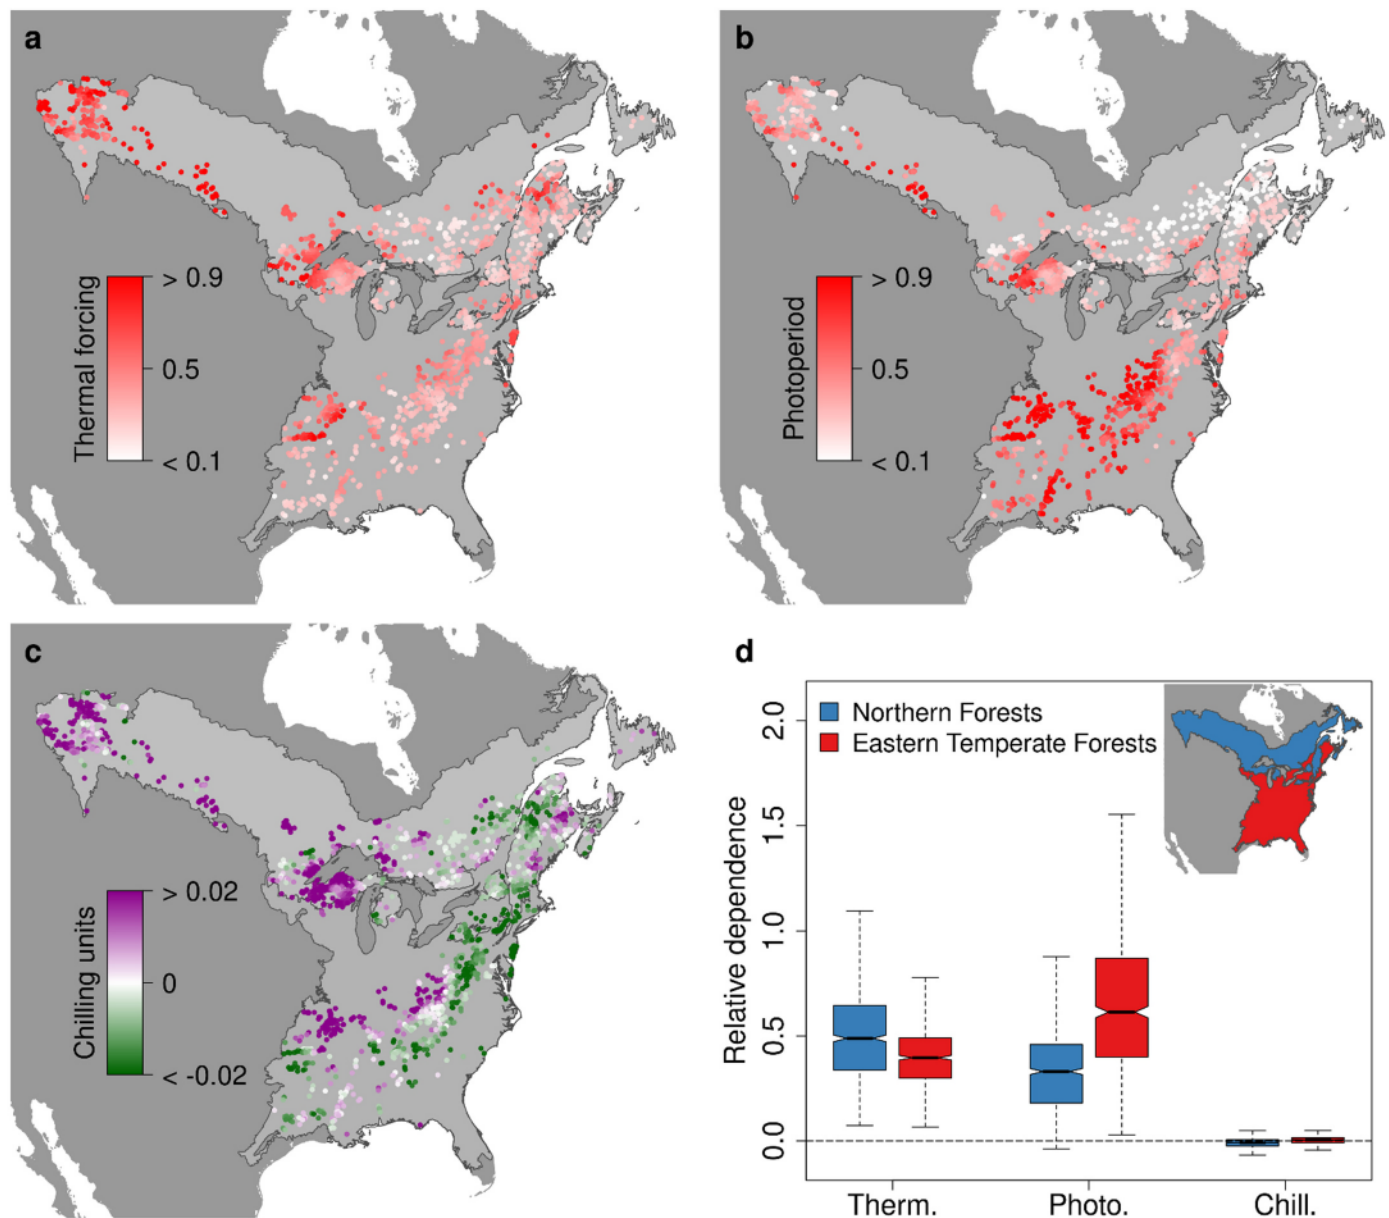 a
> 0.9
0.5
< 0.1
Thermal forcing
b
> 0.9
0.5
< 0.1
Photoperiod
c
> 0.02
0
< -0.02
Chilling units
d
Northern Forests
Eastern Temperate Forests
2.0
1.5
1.0
0.5
0.0
Relative dependence
Therm.
Photo.
Chill.